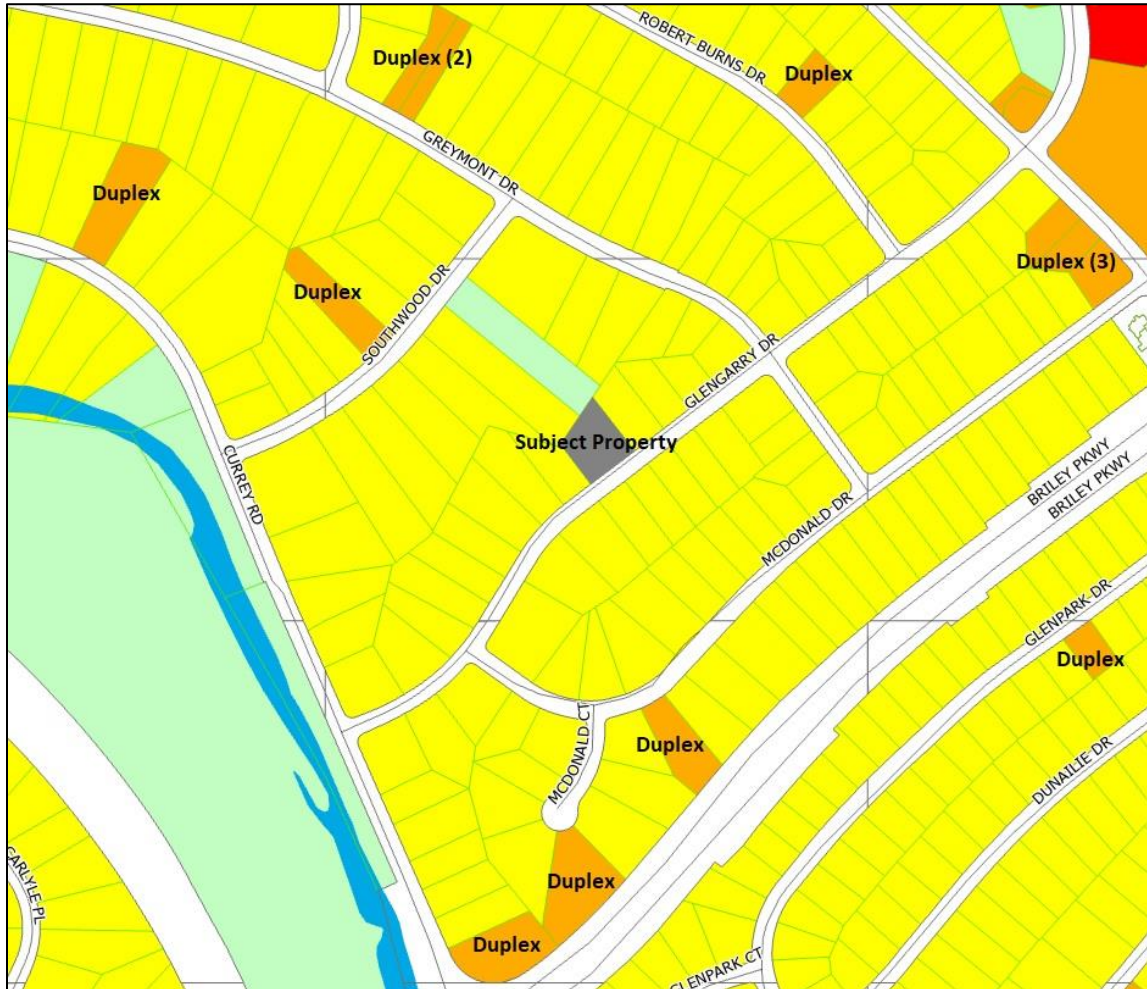 ROBERT BURNS DR
Duplex (2)
Duplex
GREYMONT DR
Duplex
Duplex (3)
SOUTHWOOD DR
Duplex
GLENGARRY DR
Subject Property
CURREY RD
BRILEY PKWY
BRILEY PKWY
MCDONALD DR
GLENPARK DR
Duplex
MCDONALD CT
Duplex
DUNAILIE DR
CARLYLE PL
Duplex
Duplex
GLENPARK CT